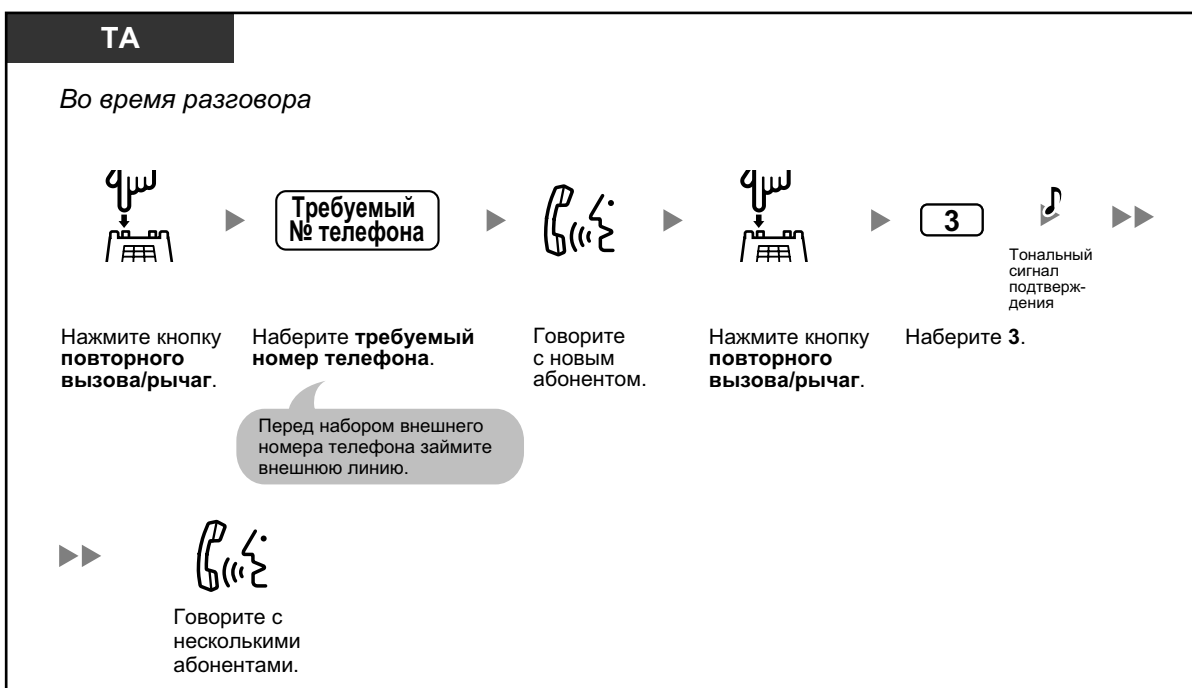 ТА
Во время разговора
Требуемый
№ телефона
3
Тональный
сигнал
подтверж-
дения
Нажмите кнопку
повторного
вызова/рычаг.
Наберите требуемый
номер телефона.
Говорите
с новым
абонентом.
Нажмите кнопку
повторного
вызова/рычаг.
Наберите 3.
Перед набором внешнего
номера телефона займите
внешнюю линию.
Говорите с
несколькими
абонентами.